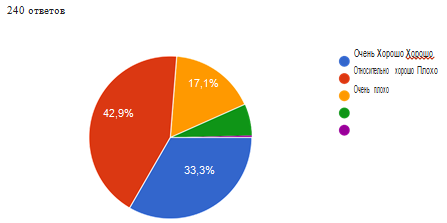 240 ответов
Очень Хорошо Хорошо
Относительно хорошо Плохо
Очень плохо
42,9%
17,1%
33,3%